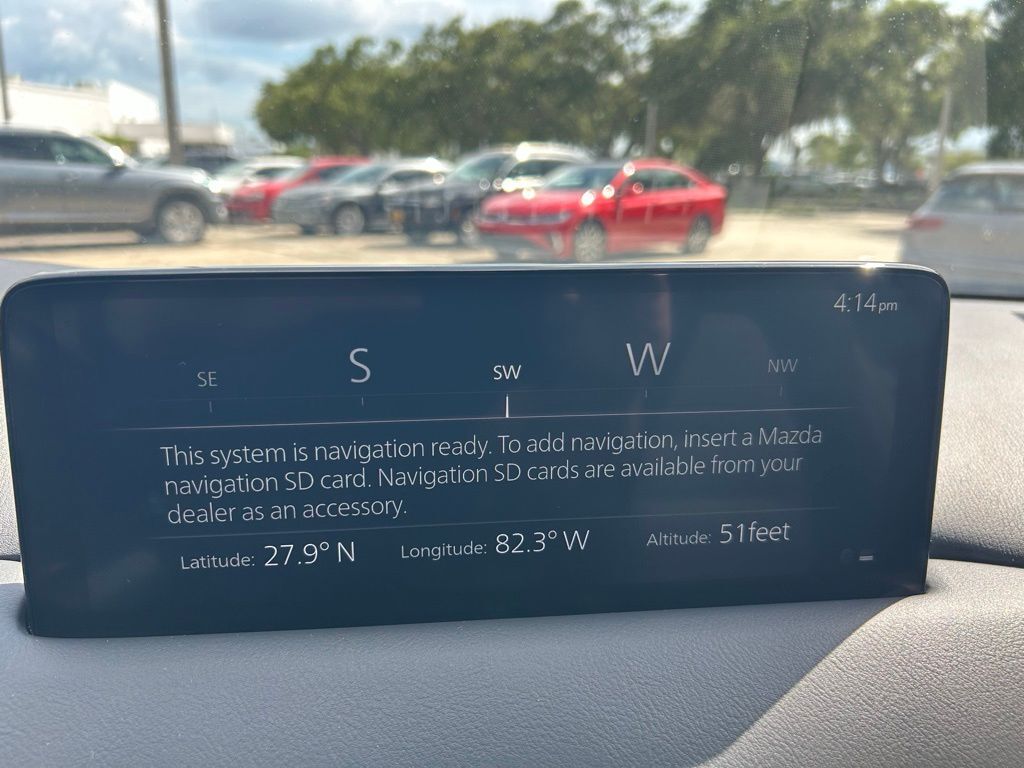 4:14pm
SE S SW W NW
This system is navigation ready. To add navigation, insert a Mazda
navigation SD card. Navigation SD cards are available from your
dealer as an accessory.
Latitude: 27.9° N Longitude: 82.3° W Altitude: 51feet